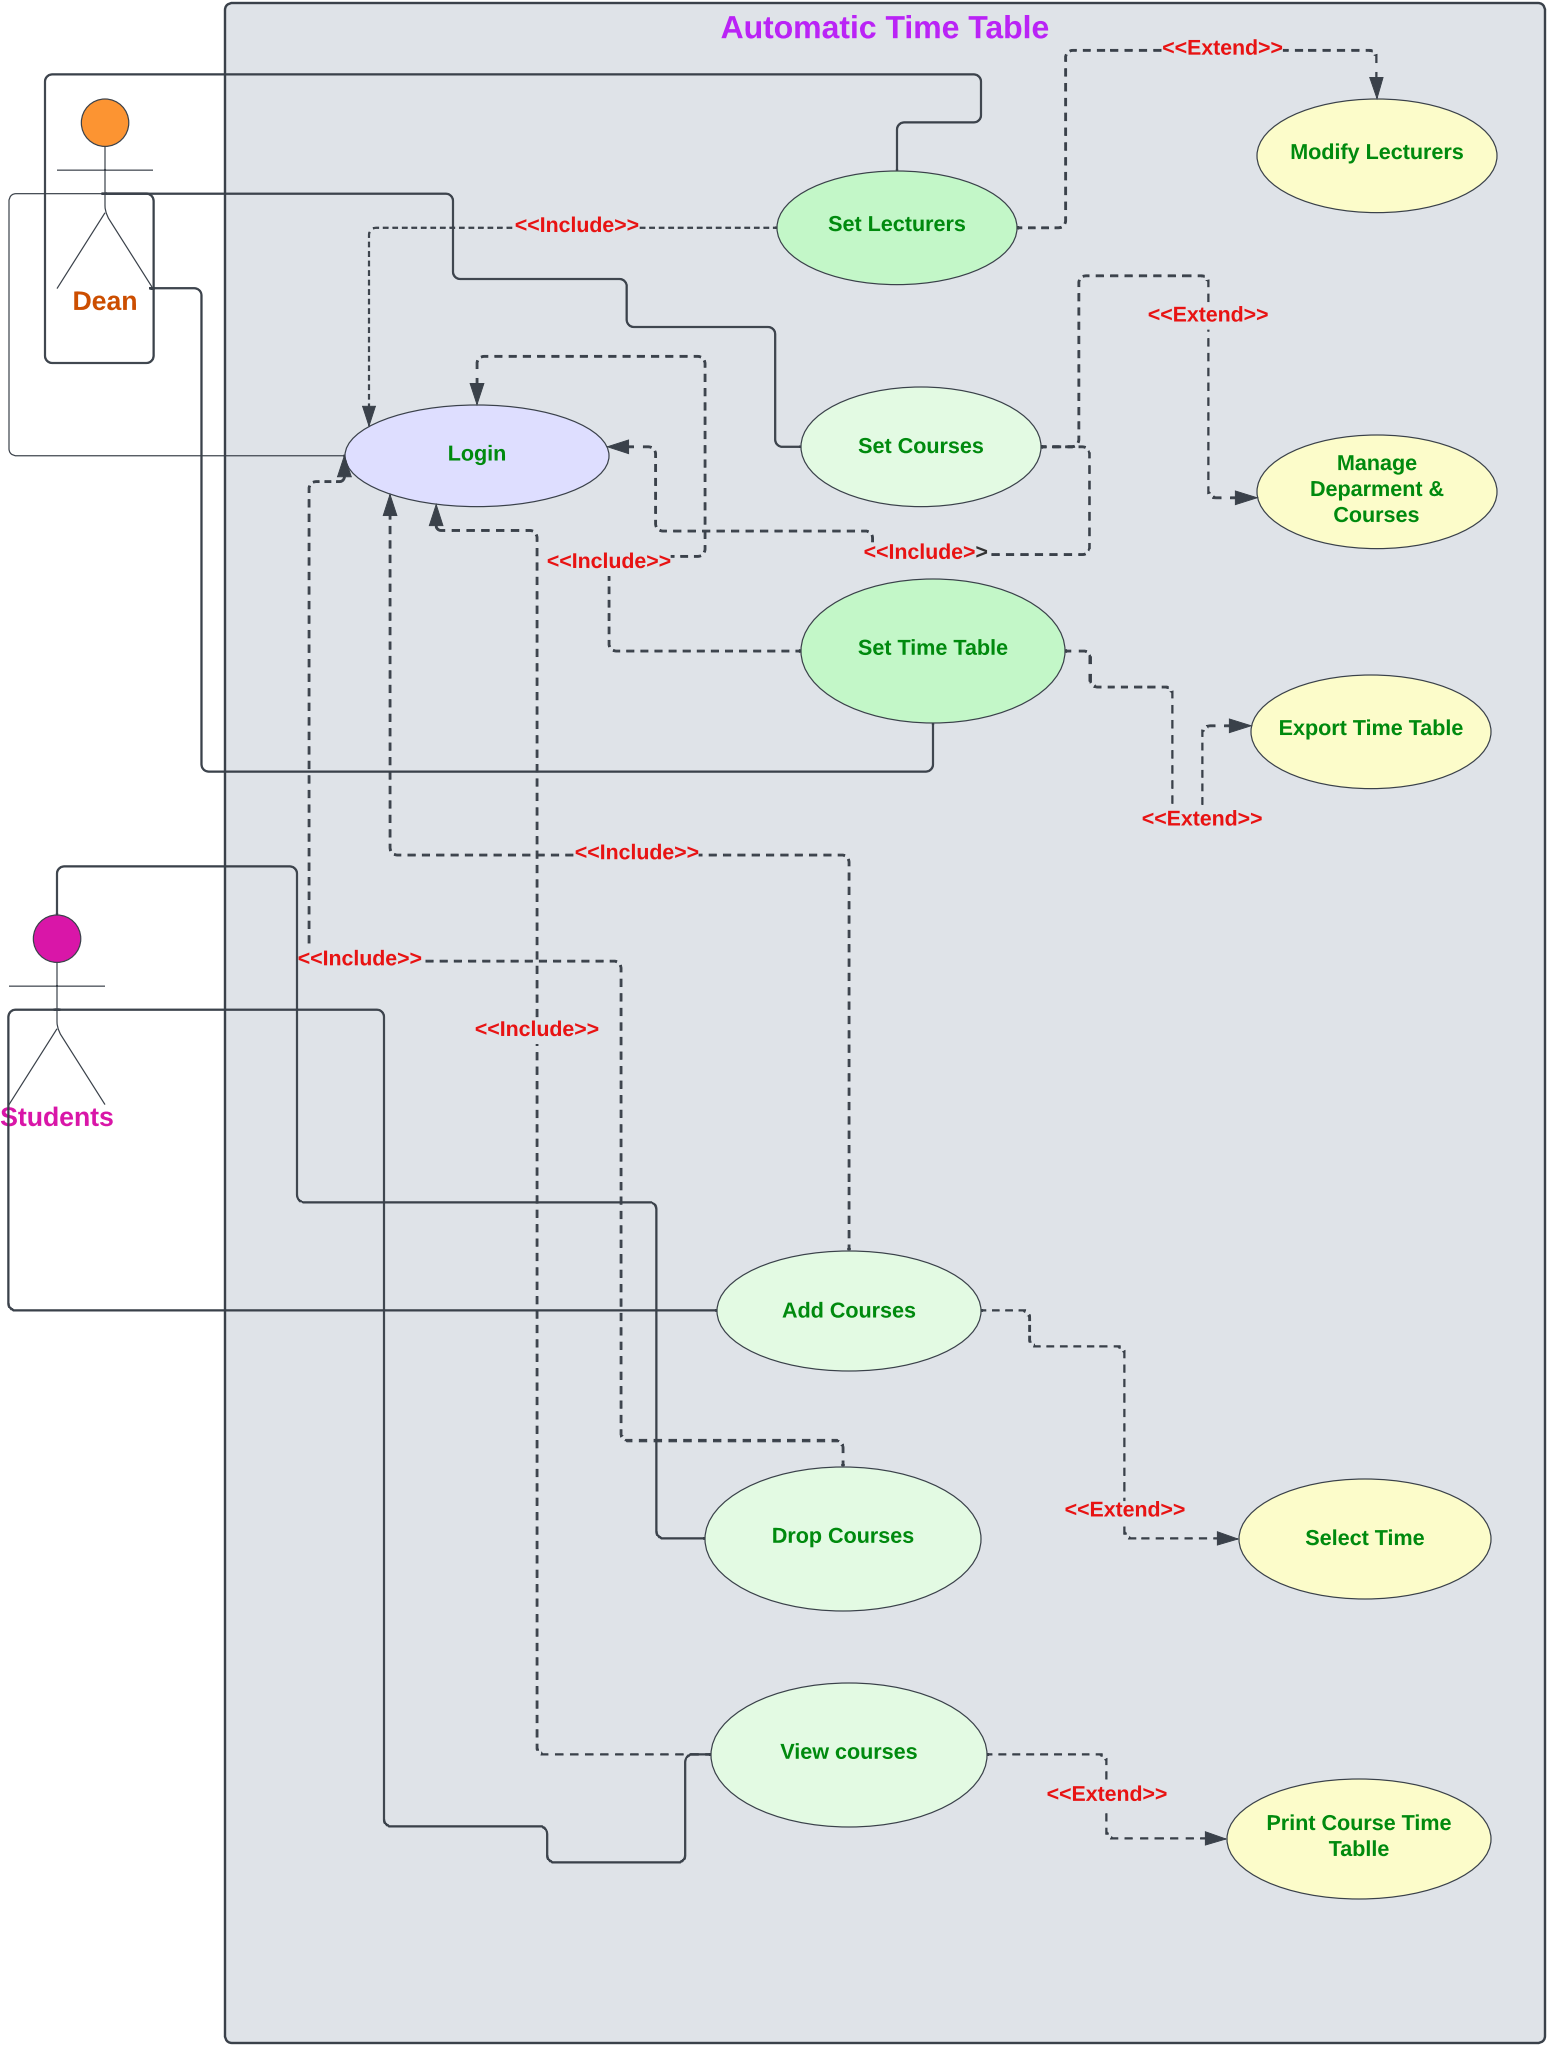 Automatic Time Table
<<Extend>>
Modify Lecturers
Set Lecturers
<<Include>>
Dean
<<Extend>>
Set Courses
Login
Manage
Deparment &
Courses
<<Include>>
<<Include>>
Set Time Table
Export Time Table
<<Extend>>
<<Include>>
<<Include>>
<<Include>>
Students
Add Courses
<<Extend>>
Drop Courses
Select Time
View courses
<<Extend>>
Print Course Time
Tablle